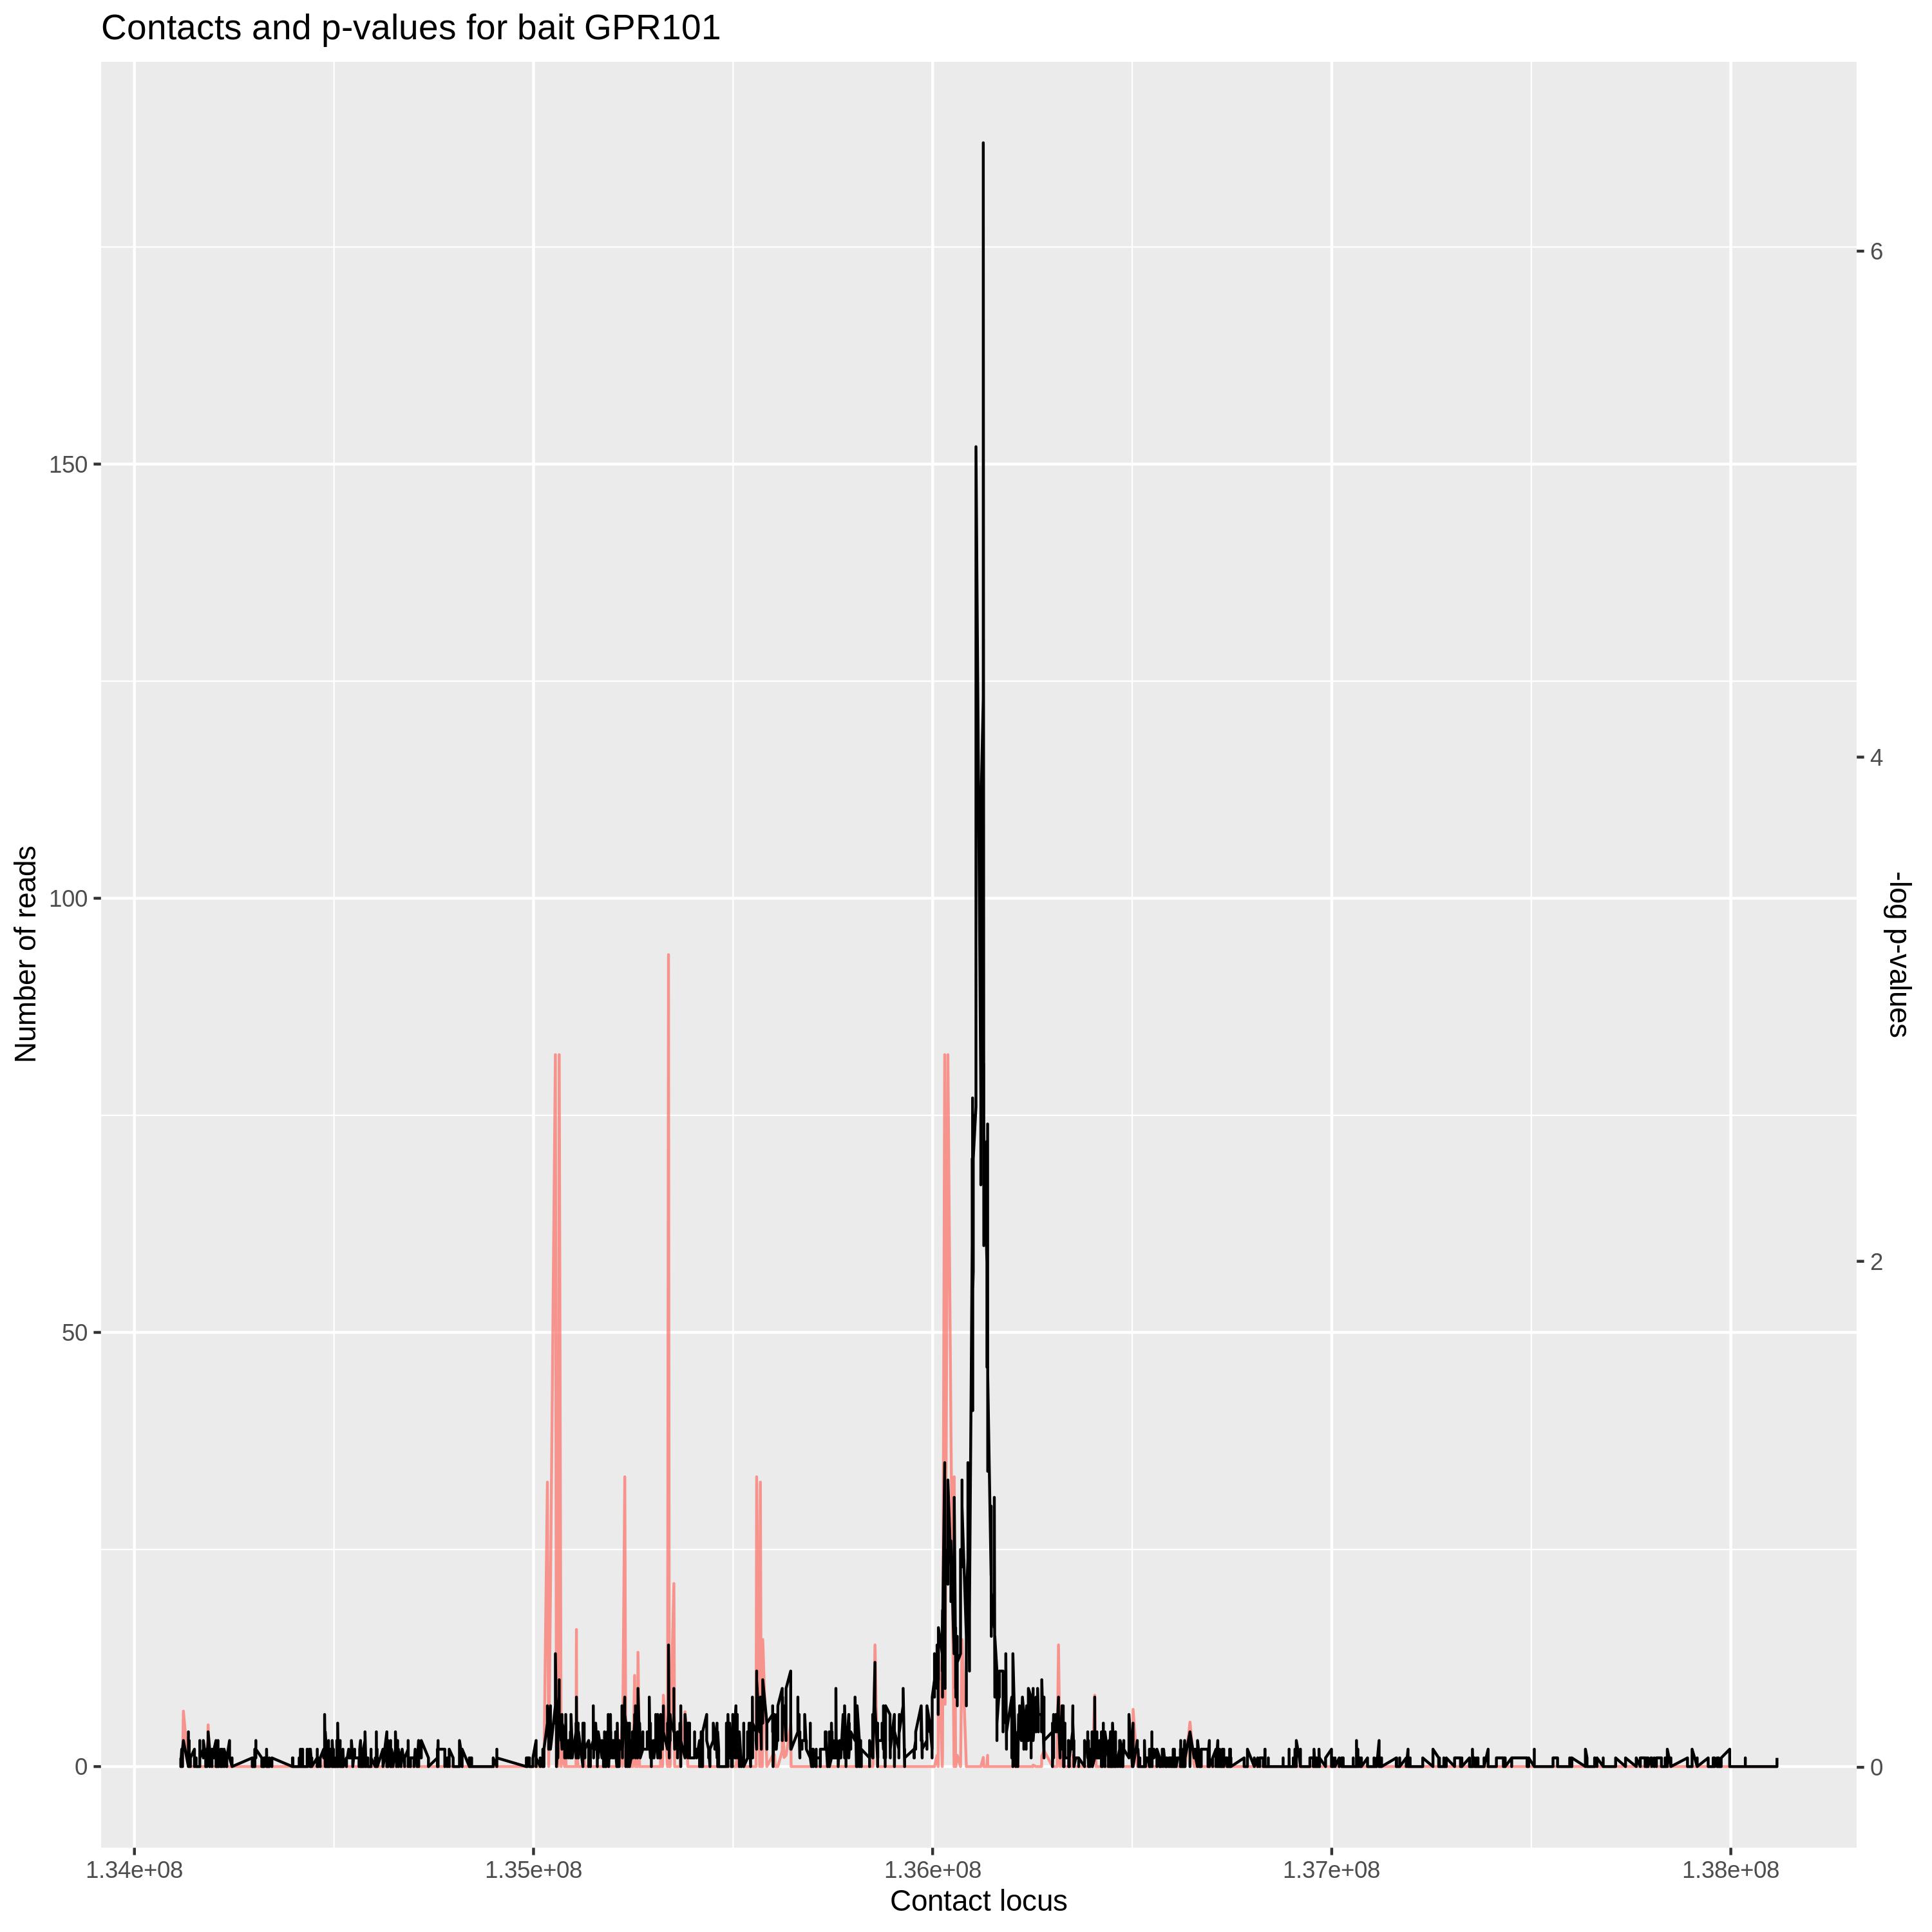 Contacts and p-values for bait GPR101
Number of reads
150
100
50
0
6
4
2
0
-log p-values
1.34e+08
1.35e+08
1.36e+08
1.37e+08
1.38e+08
Contact locus